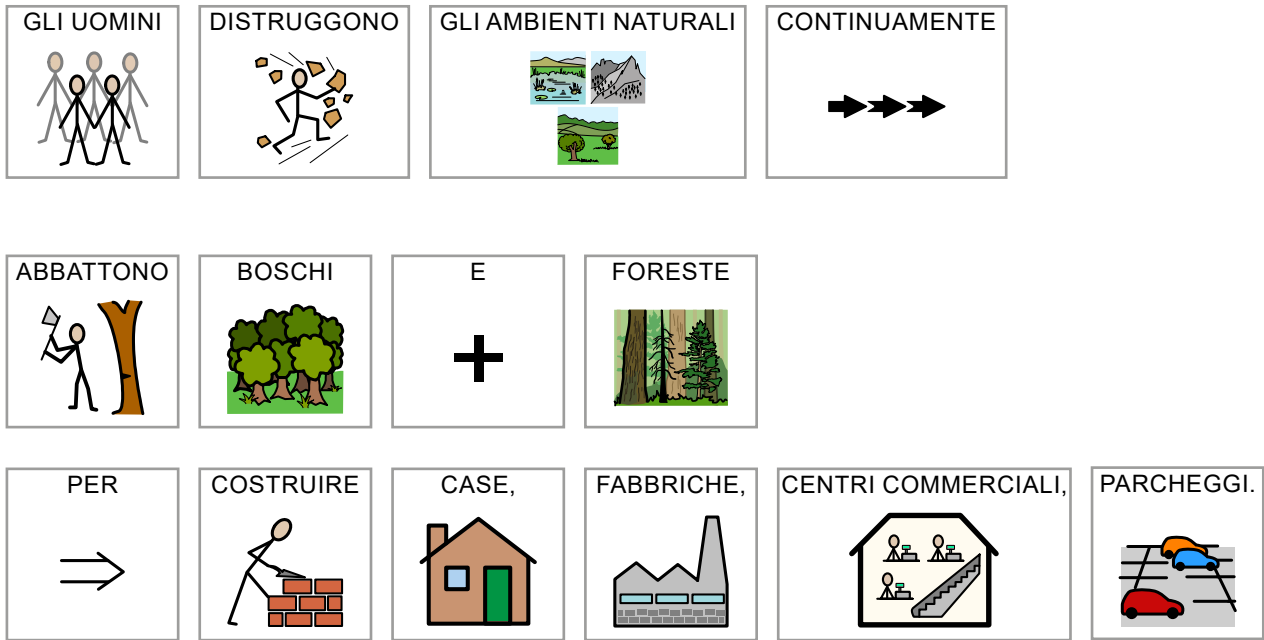 GLI UOMINI DISTRUGGONO GLI AMBIENTI NATURALI CONTINUAMENTE
ABBATTONO BOSCHI E FORESTE
PER COSTRUIRE CASE, FABBRICHE, CENTRI COMMERCIALI, PARCHEGGI.